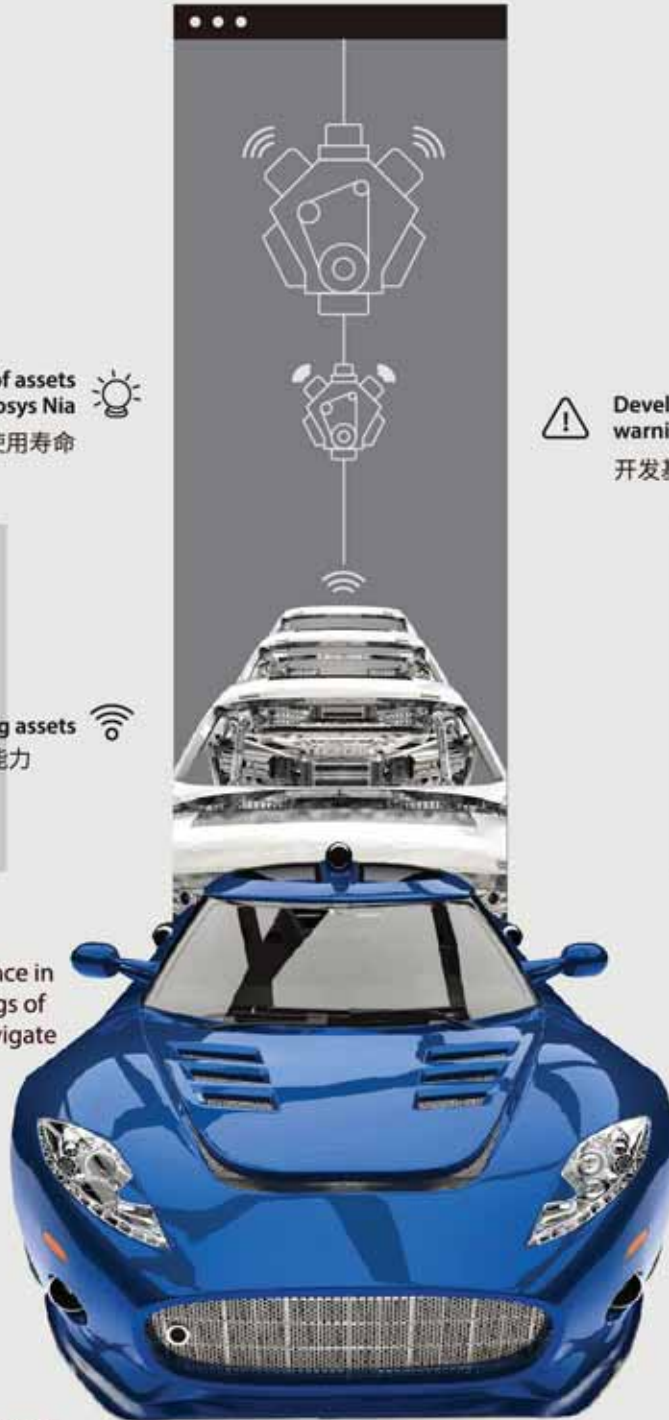 of assets
osys Nia
使用寿命
Devel
warni
开发
g assets
能力
nce in
gs of
vigate